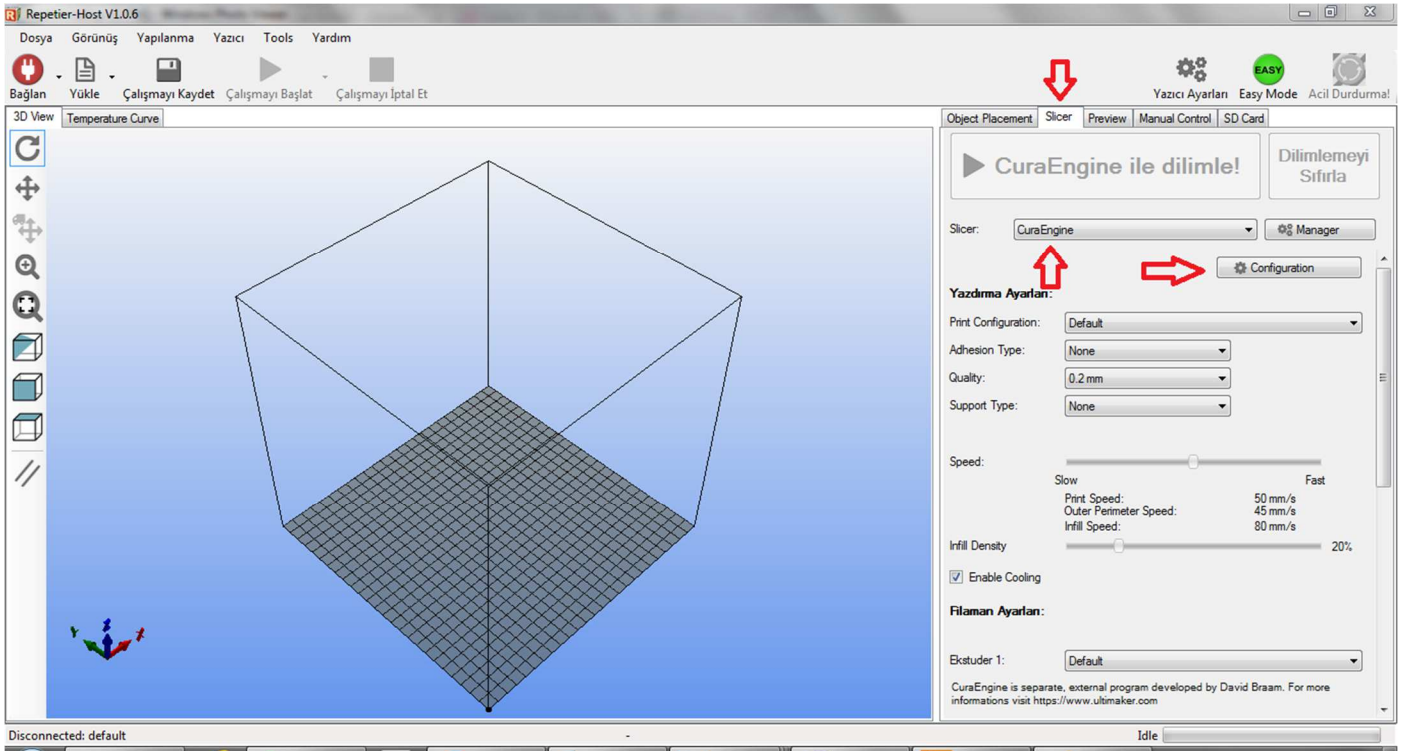 Repetier-Host V1.0.6
Dosya Görünüş Yapılanma Yazıcı Tools Yardım
EASY
Bağlan Yükle Çalışmayı Kaydet Çalışmayı Başlat Çalışmayı İptal Et Yazıcı Ayarları Easy Mode Acil Durdurma!
3D View Temperature Curve
Object Placement Slicer Preview Manual Control SD Card
CuraEngine ile dilimle!
Dilimlemeyi
Sıfırla
Slicer: CuraEngine Manager
Configuration
Yazdırma Ayarları:
Print Configuration: Default
Adhesion Type: None
Quality: 0.2 mm
Support Type: None
Speed:
Slow Fast
Print Speed: 50 mm/s
Outer Perimeter Speed: 45 mm/s
Infill Speed: 80 mm/s
Infill Density 20%
Enable Cooling
Filaman Ayarları:
Ekstuder 1: Default
CuraEngine is separate, external program developed by David Braam. For more
informations visit https://www.ultimaker.com
Y Z X
Disconnected: default - Idle